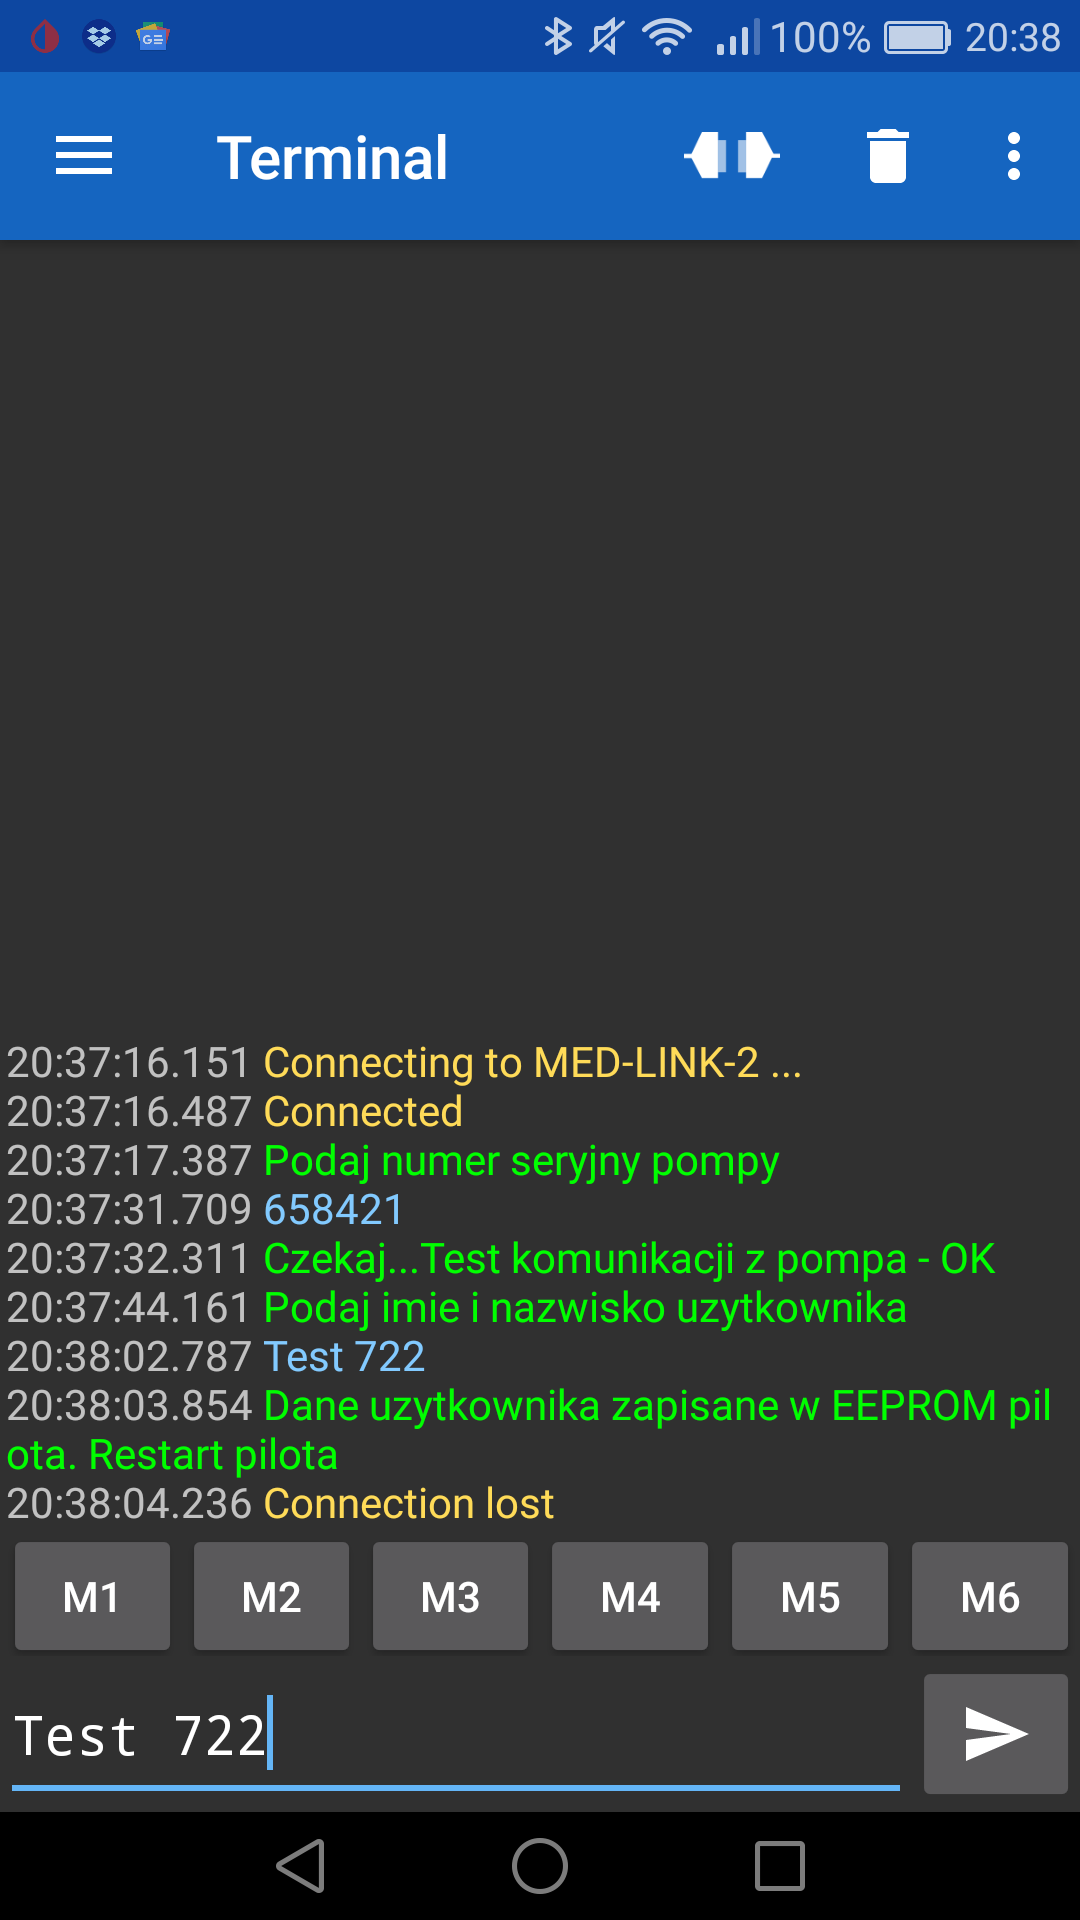 100% 20:38
Terminal
20:37:16.151 Connecting to MED-LINK-2 ...
20:37:16.487 Connected
20:37:17.387 Podaj numer seryjny pompy
20:37:31.709 658421
20:37:32.311 Czekaj...Test komunikacji z pompa - OK
20:37:44.161 Podaj imie i nazwisko uzytkownika
20:38:02.787 Test 722
20:38:03.854 Dane uzytkownika zapisane w EEPROM pil
ota. Restart pilota
20:38:04.236 Connection lost
M1 M2 M3 M4 M5 M6
Test 722